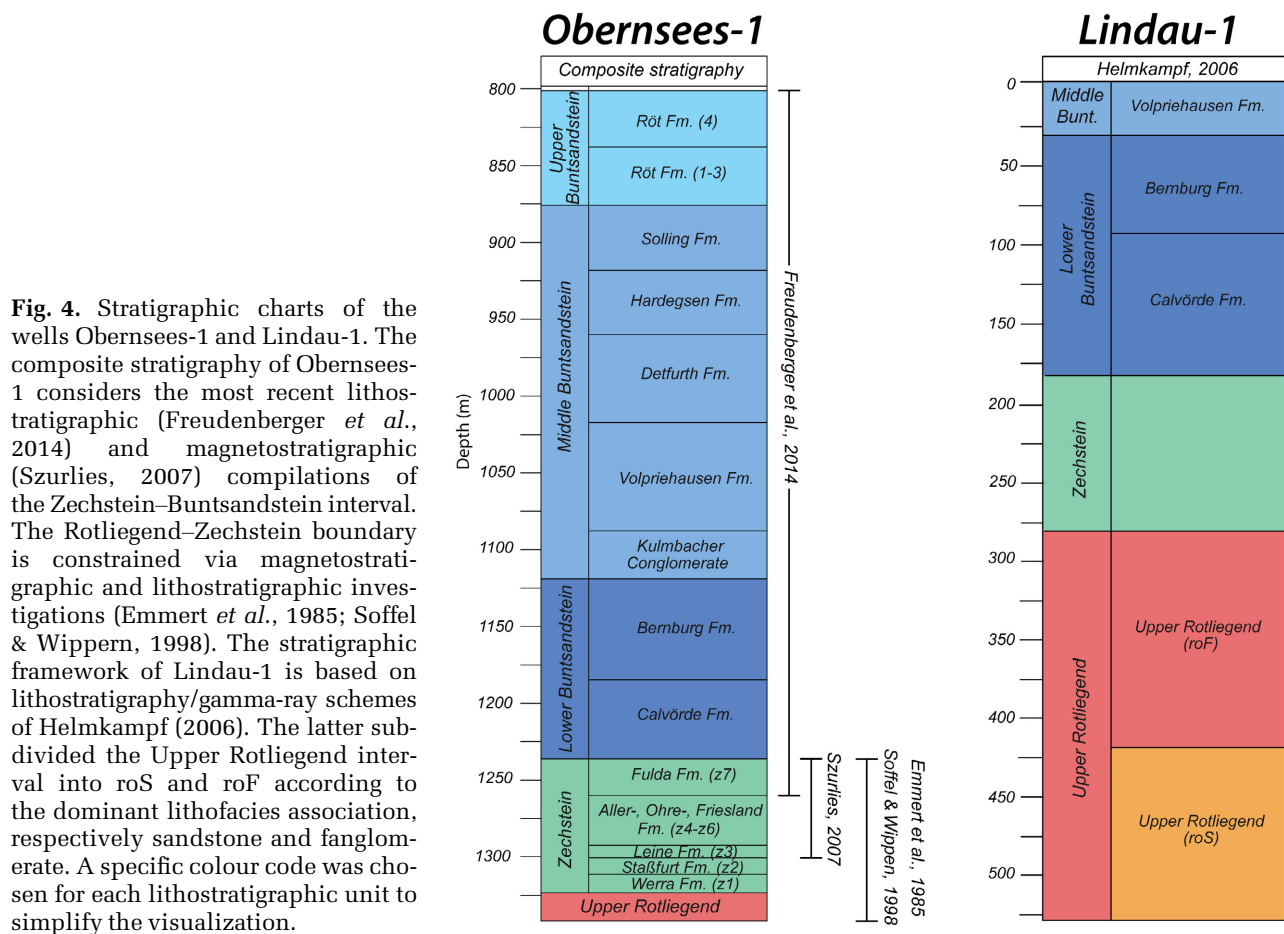 Fig. 4. Stratigraphic charts of the
wells Obernsees-1 and Lindau-1. The
composite stratigraphy of Obernsees-
1 considers the most recent lithos-
tratigraphic (Freudenberger et al.,
2014) and magnetostratigraphic
(Szurlies, 2007) compilations of
the Zechstein–Buntsandstein interval.
The Rotliegend–Zechstein boundary
is constrained via magnetostrati-
graphic and lithostratigraphic inves-
tigations (Emmert et al., 1985; Soffel
& Wippern, 1998). The stratigraphic
framework of Lindau-1 is based on
lithostratigraphy/gamma-ray schemes
of Helmkampf (2006). The latter sub-
divided the Upper Rotliegend inter-
val into roS and roF according to
the dominant lithofacies association,
respectively sandstone and fanglom-
erate. A specific colour code was cho-
sen for each lithostratigraphic unit to
simplify the visualization.
Obernsees-1
Composite stratigraphy
Depth (m)
800
850
900
950
1000
1050
1100
1150
1200
1250
1300
Upper
Buntsandstein
Röt Fm. (4)
Röt Fm. (1-3)
Middle Buntsandstein
Solling Fm.
Hardegsen Fm.
Detfurth Fm.
Volpriehausen Fm.
Kulmbacher
Conglomerate
Lower Buntsandstein
Bernburg Fm.
Calvörde Fm.
Zechstein
Fulda Fm. (z7)
Aller-, Ohre-, Friesland
Fm. (z4-z6)
Leine Fm. (z3)
Staßfurt Fm. (z2)
Werra Fm. (z1)
Upper Rotliegend
Freudenberger et al., 2014
Szurlies, 2007
Emmert et al., 1985
Soffel & Wippen, 1998
Lindau-1
Helmkampf, 2006
0
50
100
150
200
250
300
350
400
450
500
Middle
Bunt.
Volpriehausen Fm.
Lower
Buntsandstein
Bernburg Fm.
Calvörde Fm.
Zechstein
Upper Rotliegend
Upper Rotliegend
(roF)
Upper Rotliegend
(roS)